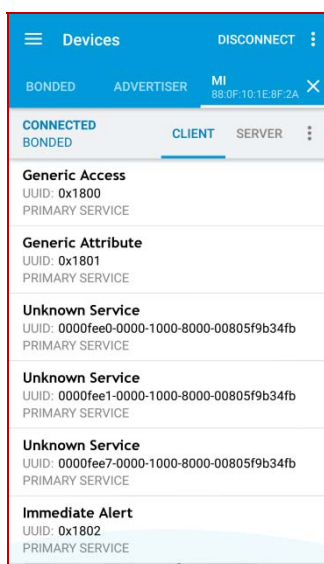 Devices
DISCONNECT
BONDED
ADVERTISER
MI
88:0F:10:1E:8F:2A
CONNECTED
BONDED
CLIENT
SERVER
Generic Access
UUID: 0x1800
PRIMARY SERVICE
Generic Attribute
UUID: 0x1801
PRIMARY SERVICE
Unknown Service
UUID: 0000fee0-0000-1000-8000-00805f9b34fb
PRIMARY SERVICE
Unknown Service
UUID: 0000fee1-0000-1000-8000-00805f9b34fb
PRIMARY SERVICE
Unknown Service
UUID: 0000fee7-0000-1000-8000-00805f9b34fb
PRIMARY SERVICE
Immediate Alert
UUID: 0x1802
PRIMARY SERVICE